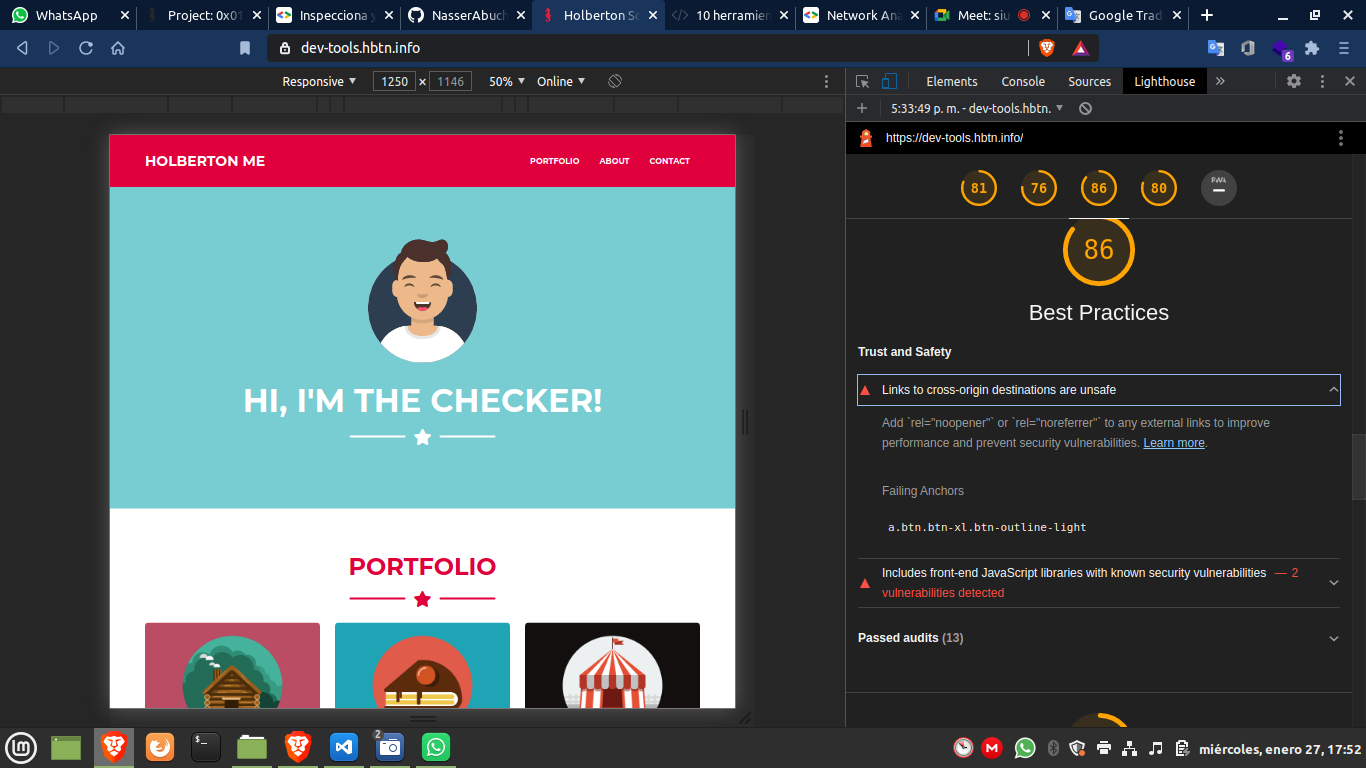 WhatsApp
Project: 0x01
Inspecciona y
NasserAbuch
Holberton Sc
10 herramien
Network Ana
Meet: siu
Google Trad
dev-tools.hbtn.info
6
Responsive
1250 × 1146
50%
Online
Elements
Console
Sources
Lighthouse
5:33:49 p. m. - dev-tools.hbtn.
https://dev-tools.hbtn.info/
81
76
86
80
PWA
HOLBERTON ME
PORTFOLIO
ABOUT
CONTACT
HI, I'M THE CHECKER!
PORTFOLIO
86
Best Practices
Trust and Safety
Links to cross-origin destinations are unsafe
Add `rel="noopener"` or `rel="noreferrer"` to any external links to improve
performance and prevent security vulnerabilities. Learn more.
Failing Anchors
a.btn.btn-xl.btn-outline-light
Includes front-end JavaScript libraries with known security vulnerabilities — 2
vulnerabilities detected
Passed audits (13)
2
miércoles, enero 27, 17:52